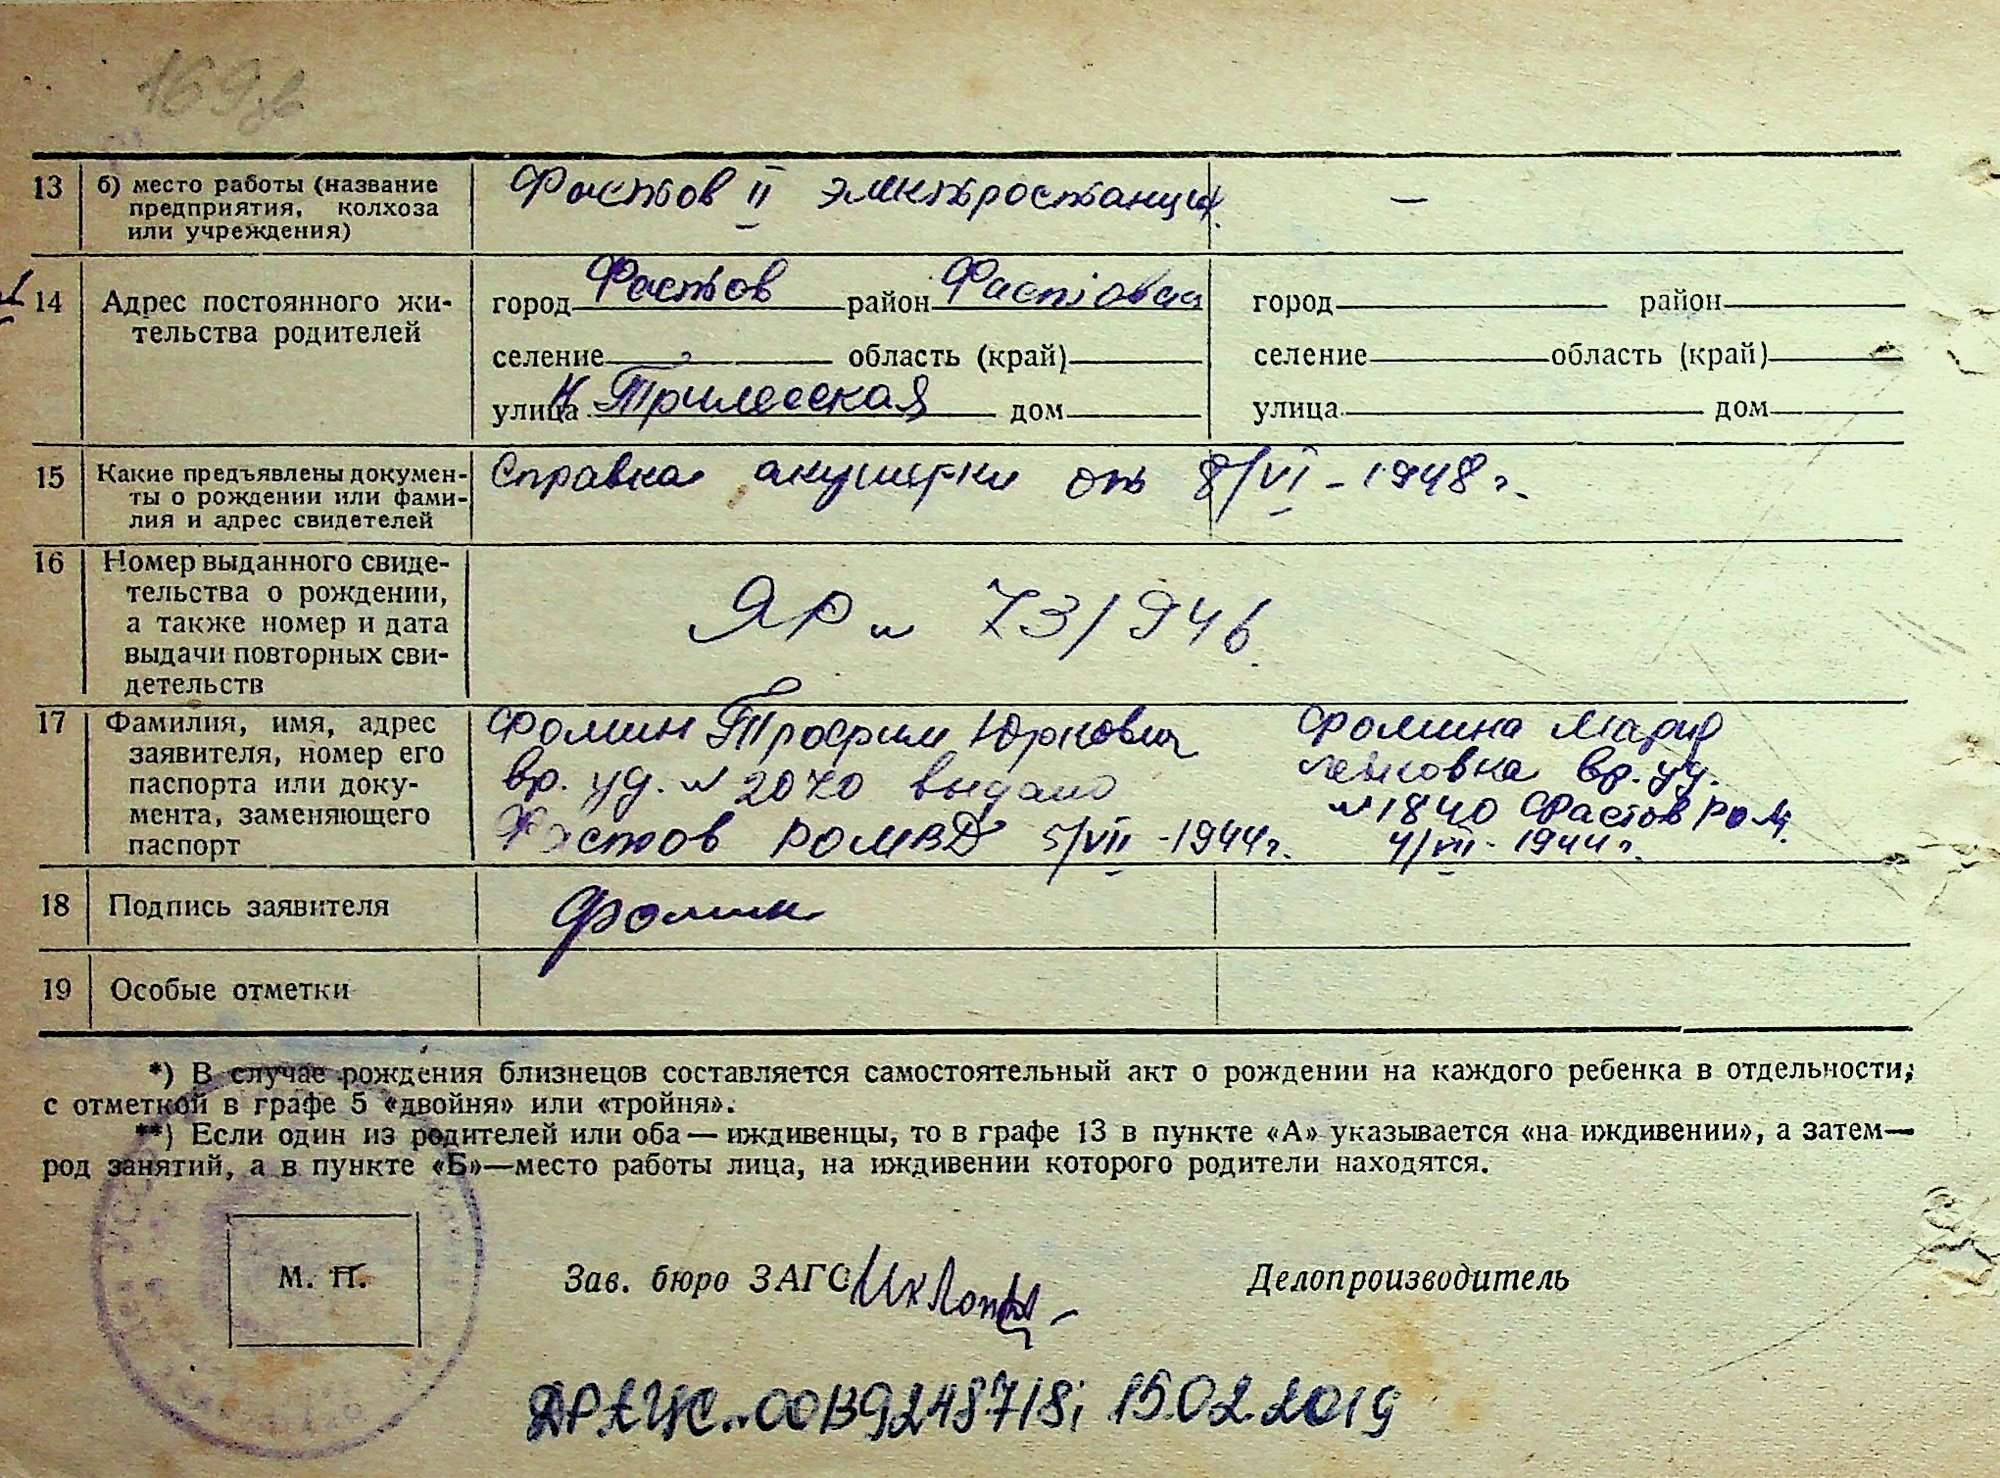 169зв
13 б) место работы (название предприятия, колхоза или учреждения) Фастов II электростанция —
14 Адрес постоянного жительства родителей
город Фастов район Фастовский город район
селение область (край) селение область (край)
улица Трилесская дом улица дом
15 Какие предъявлены документы о рождении или фамилия и адрес свидетелей Справка акушерки от 8/VI – 1948 г.
16 Номер выданного свидетельства о рождении, а также номер и дата выдачи повторных свидетельств ЯР № 731946
17 Фамилия, имя, адрес заявителя, номер его паспорта или документа, заменяющего паспорт
Фомин Трофим Юркович Фомина Мария
вр. уд. № 2040 выдано вр. уд.
Фастов РОМВД 5/VII - 1944 г. № 1840 Фастов РОМ
4/VII - 1944 г.
18 Подпись заявителя Фомин
19 Особые отметки
*) В случае рождения близнецов составляется самостоятельный акт о рождении на каждого ребенка в отдельности,
с отметкой в графе 5 «двойня» или «тройня».
**) Если один из родителей или оба — иждивенцы, то в графе 13 в пункте «А» указывается «на иждивении», а затем—
род занятий, а в пункте «Б»—место работы лица, на иждивении которого родители находятся.
М. П. Зав. бюро ЗАГС Делопроизводитель
ДРАЦС. 00139248718; 15.02.2019